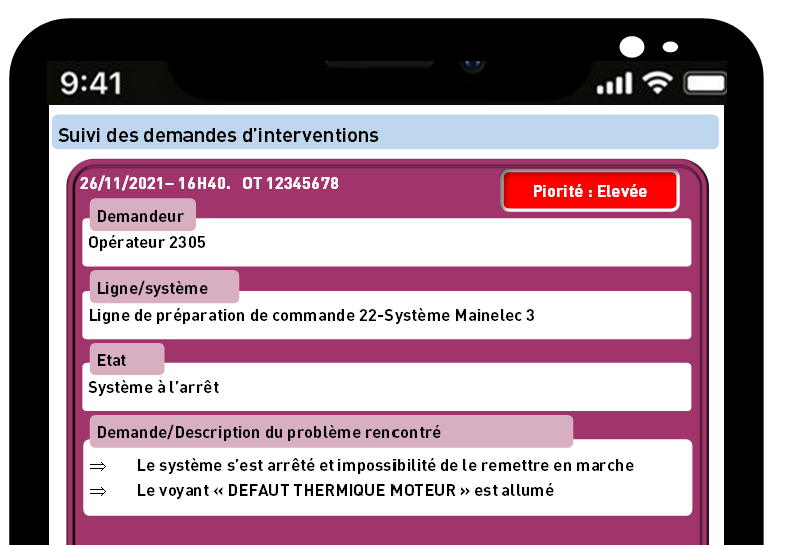 9:41
Suivi des demandes d'interventions
26/11/2021– 16H40. OT 12345678
Piorité : Elevée
Demandeur
Opérateur 2305
Ligne/système
Ligne de préparation de commande 22-Système Mainelec 3
Etat
Système à l'arrêt
Demande/Description du problème rencontré
⇒ Le système s'est arrêté et impossibilité de le remettre en marche
⇒ Le voyant « DEFAUT THERMIQUE MOTEUR » est allumé